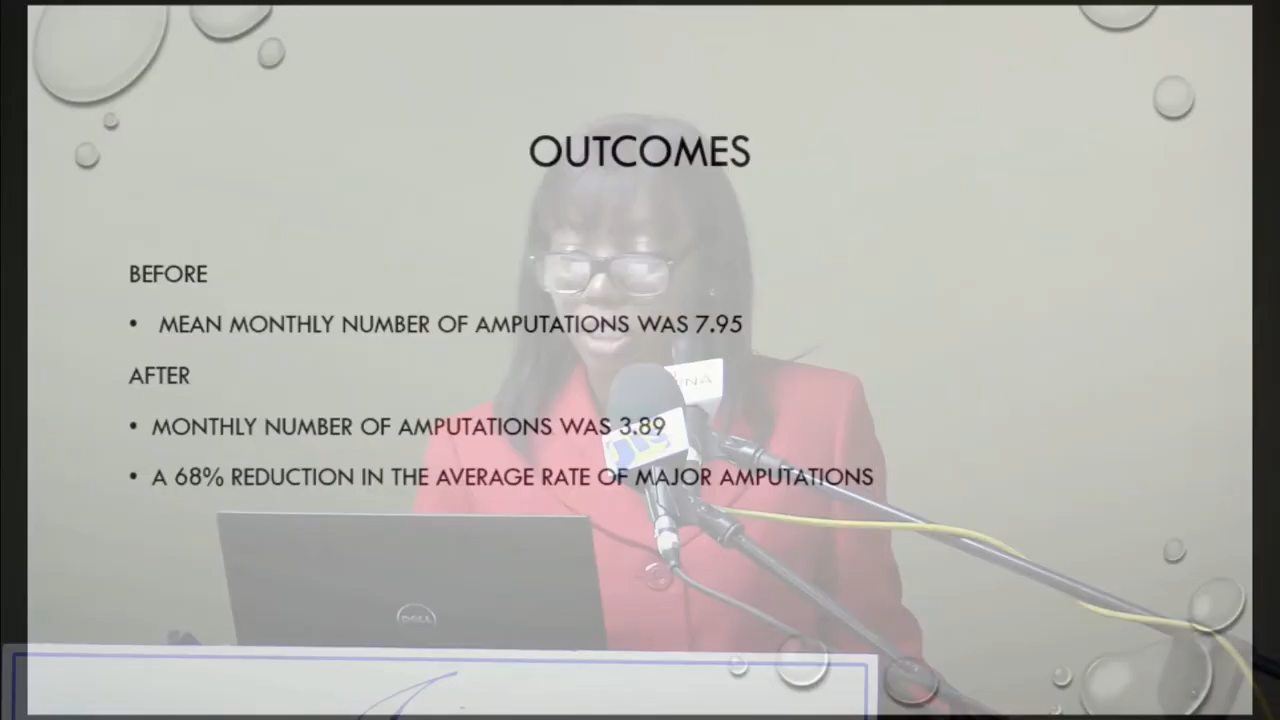 OUTCOMES
BEFORE
• MEAN MONTHLY NUMBER OF AMPUTATIONS WAS 7.95
AFTER
• MONTHLY NUMBER OF AMPUTATIONS WAS 3.89
• A 68% REDUCTION IN THE AVERAGE RATE OF MAJOR AMPUTATIONS
DELL